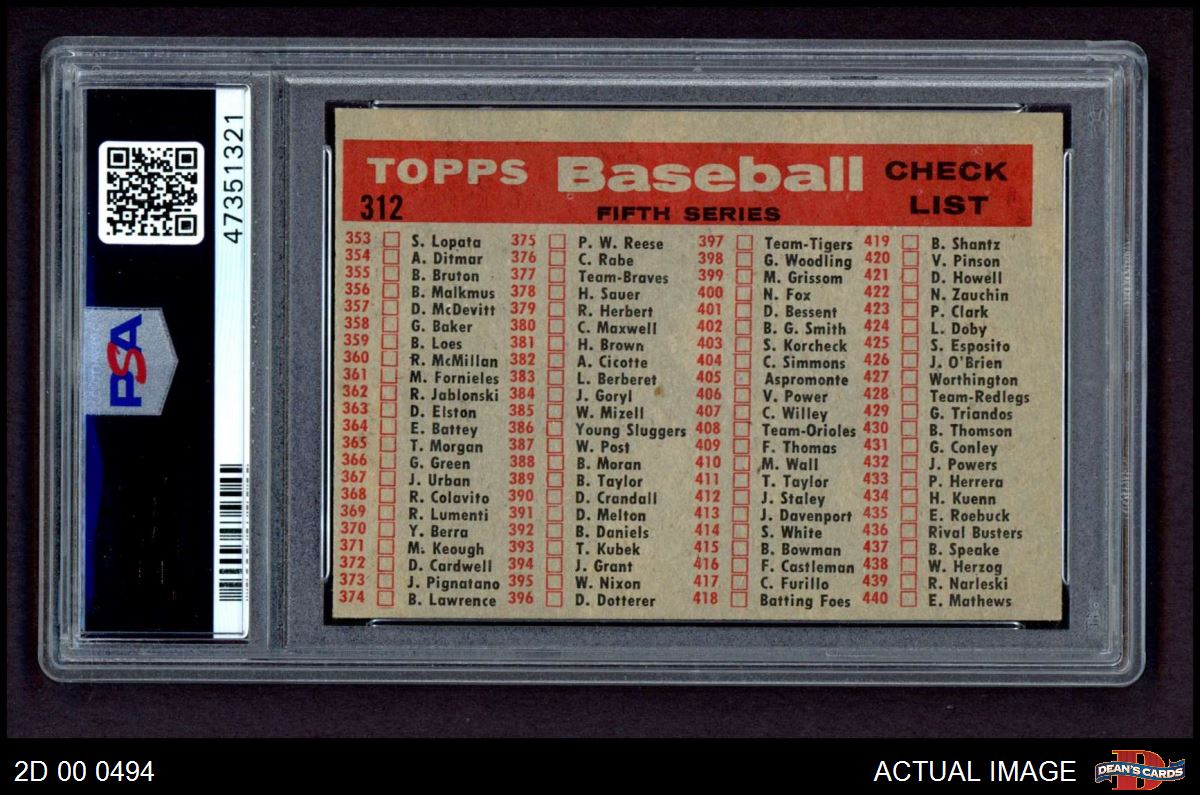 47351321
PSA
TOPPS Baseball CHECK LIST
312 FIFTH SERIES
353 S. Lopata
354 A. Ditmar
355 B. Bruton
356 B. Malkmus
357 D. McDevitt
358 G. Baker
359 B. Loes
360 R. McMillan
361 M. Fornieles
362 R. Jablonski
363 D. Elston
364 E. Battey
365 T. Morgan
366 G. Green
367 J. Urban
368 R. Colavito
369 R. Lumenti
370 Y. Berra
371 M. Keough
372 D. Cardwell
373 J. Pignatano
374 B. Lawrence
375 P. W. Reese
376 C. Rabe
377 Team-Braves
378 H. Sauer
379 R. Herbert
380 C. Maxwell
381 H. Brown
382 A. Cicotte
383 L. Berberet
384 J. Goryl
385 W. Mizell
386 Young Sluggers
387 W. Post
388 B. Moran
389 B. Taylor
390 D. Crandall
391 D. Melton
392 B. Daniels
393 T. Kubek
394 J. Grant
395 W. Nixon
396 D. Dotterer
397 Team-Tigers
398 G. Woodling
399 M. Grissom
400 N. Fox
401 D. Bessent
402 B. G. Smith
403 S. Korcheck
404 C. Simmons
405 Aspromonte
406 V. Power
407 C. Willey
408 Team-Orioles
409 F. Thomas
410 M. Wall
411 T. Taylor
412 J. Staley
413 J. Davenport
414 S. White
415 B. Bowman
416 F. Castleman
417 C. Furillo
418 Batting Foes
419 B. Shantz
420 V. Pinson
421 D. Howell
422 N. Zauchin
423 P. Clark
424 L. Doby
425 S. Esposito
426 J. O'Brien
427 Worthington
428 Team-Redlegs
429 G. Triandos
430 B. Thomson
431 G. Conley
432 J. Powers
433 P. Herrera
434 H. Kuenn
435 E. Roebuck
436 Rival Busters
437 B. Speake
438 W. Herzog
439 R. Narleski
440 E. Mathews
2D 00 0494
ACTUAL IMAGE
DEAN'S CARDS